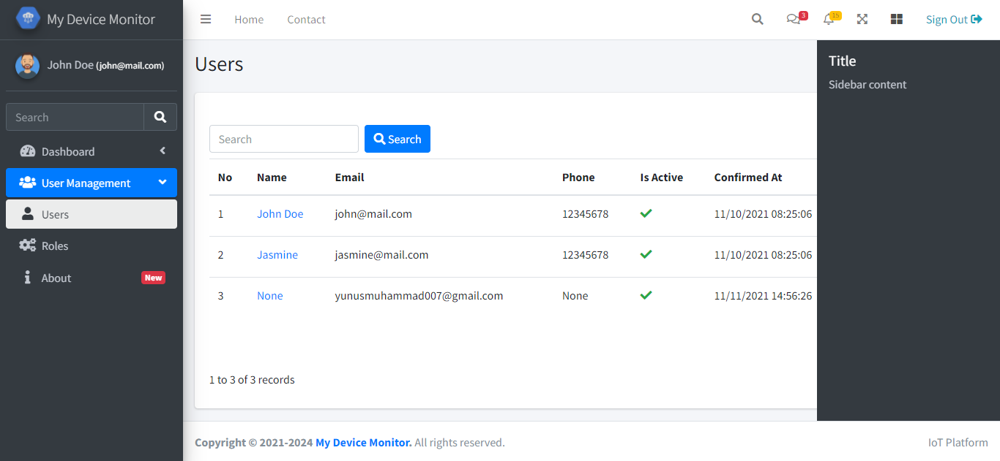 My Device Monitor
Home Contact 3 15 Sign Out
John Doe (john@mail.com)
Search
Dashboard
User Management
Users
Roles
About New
Users
Search Search
No Name Email Phone Is Active Confirmed At
1 John Doe john@mail.com 12345678 11/10/2021 08:25:06
2 Jasmine jasmine@mail.com 12345678 11/10/2021 08:25:06
3 None yunusmuhammad007@gmail.com None 11/11/2021 14:56:26
1 to 3 of 3 records
Title
Sidebar content
Copyright © 2021-2024 My Device Monitor. All rights reserved. IoT Platform